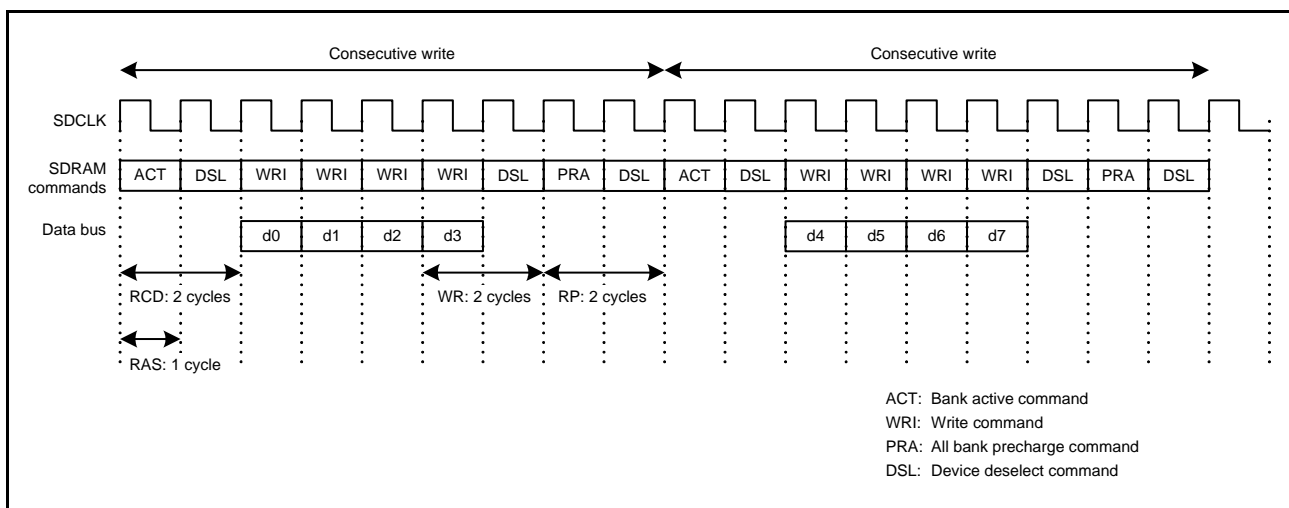 Consecutive write Consecutive write
SDCLK
SDRAM commands ACT DSL WRI WRI WRI WRI DSL PRA DSL ACT DSL WRI WRI WRI WRI DSL PRA DSL
Data bus d0 d1 d2 d3 d4 d5 d6 d7
RCD: 2 cycles WR: 2 cycles RP: 2 cycles
RAS: 1 cycle
ACT: Bank active command
WRI: Write command
PRA: All bank precharge command
DSL: Device deselect command